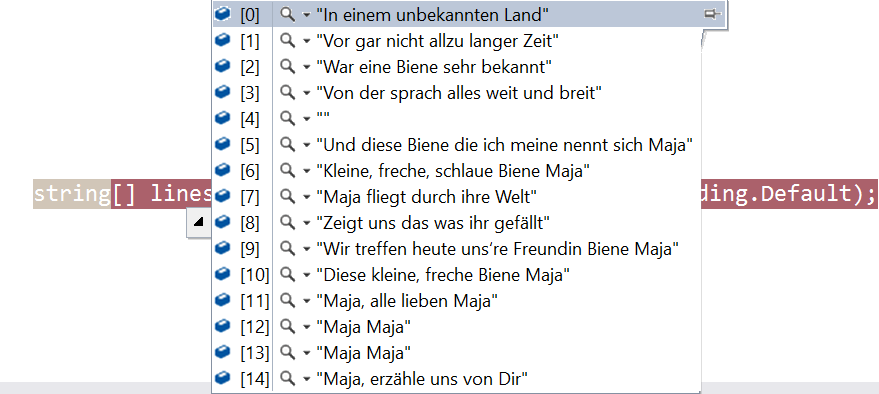 [0] "In einem unbekannten Land"
[1] "Vor gar nicht allzu langer Zeit"
[2] "War eine Biene sehr bekannt"
[3] "Von der sprach alles weit und breit"
[4] ""
[5] "Und diese Biene die ich meine nennt sich Maja"
[6] "Kleine, freche, schlaue Biene Maja"
string[] lines [7] "Maja fliegt durch ihre Welt" ding.Default);
[8] "Zeigt uns das was ihr gefällt"
[9] "Wir treffen heute uns’re Freundin Biene Maja"
[10] "Diese kleine, freche Biene Maja"
[11] "Maja, alle lieben Maja"
[12] "Maja Maja"
[13] "Maja Maja"
[14] "Maja, erzähle uns von Dir"